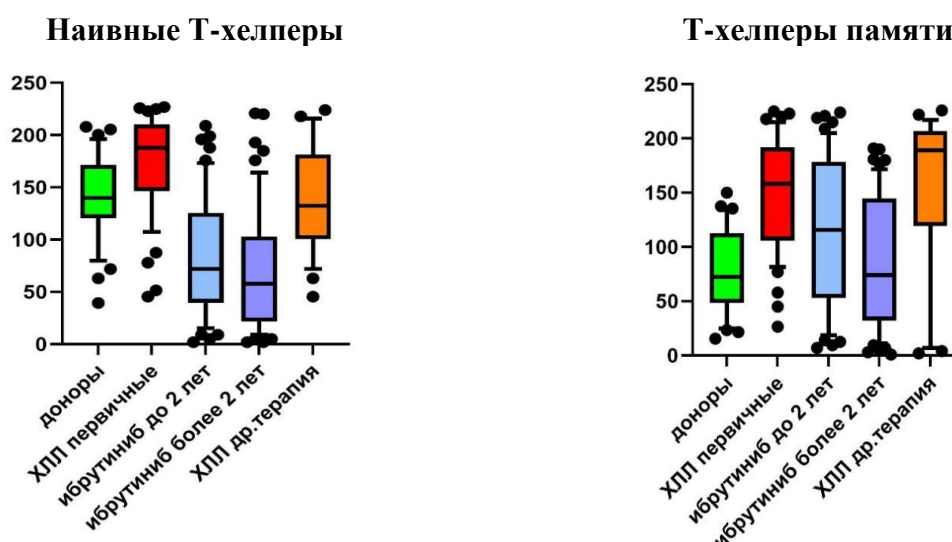 Наивные Т-хелперы
250
200
150
100
50
0
доноры
ХЛЛ первичные
ибрутиниб до 2 лет
ибрутиниб более 2 лет
ХЛЛ др.терапия
Т-хелперы памяти
250
200
150
100
50
0
доноры
ХЛЛ первичные
ибрутиниб до 2 лет
ибрутиниб более 2 лет
ХЛЛ др.терапия